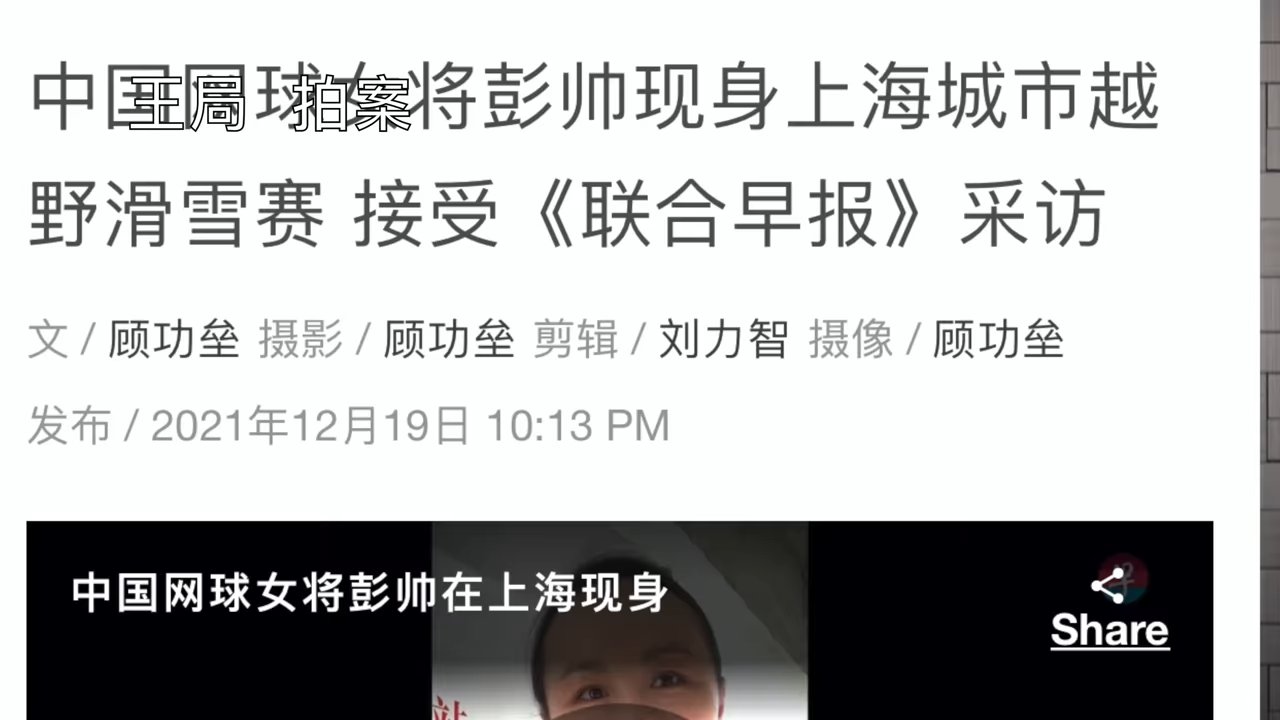 中国网球女将彭帅现身上海城市越
王局 拍案
野滑雪赛 接受《联合早报》采访
文 / 顾功垒 摄影 / 顾功垒 剪辑 / 刘力智 摄像 / 顾功垒
发布 / 2021年12月19日 10:13 PM
中国网球女将彭帅在上海现身
Share
站